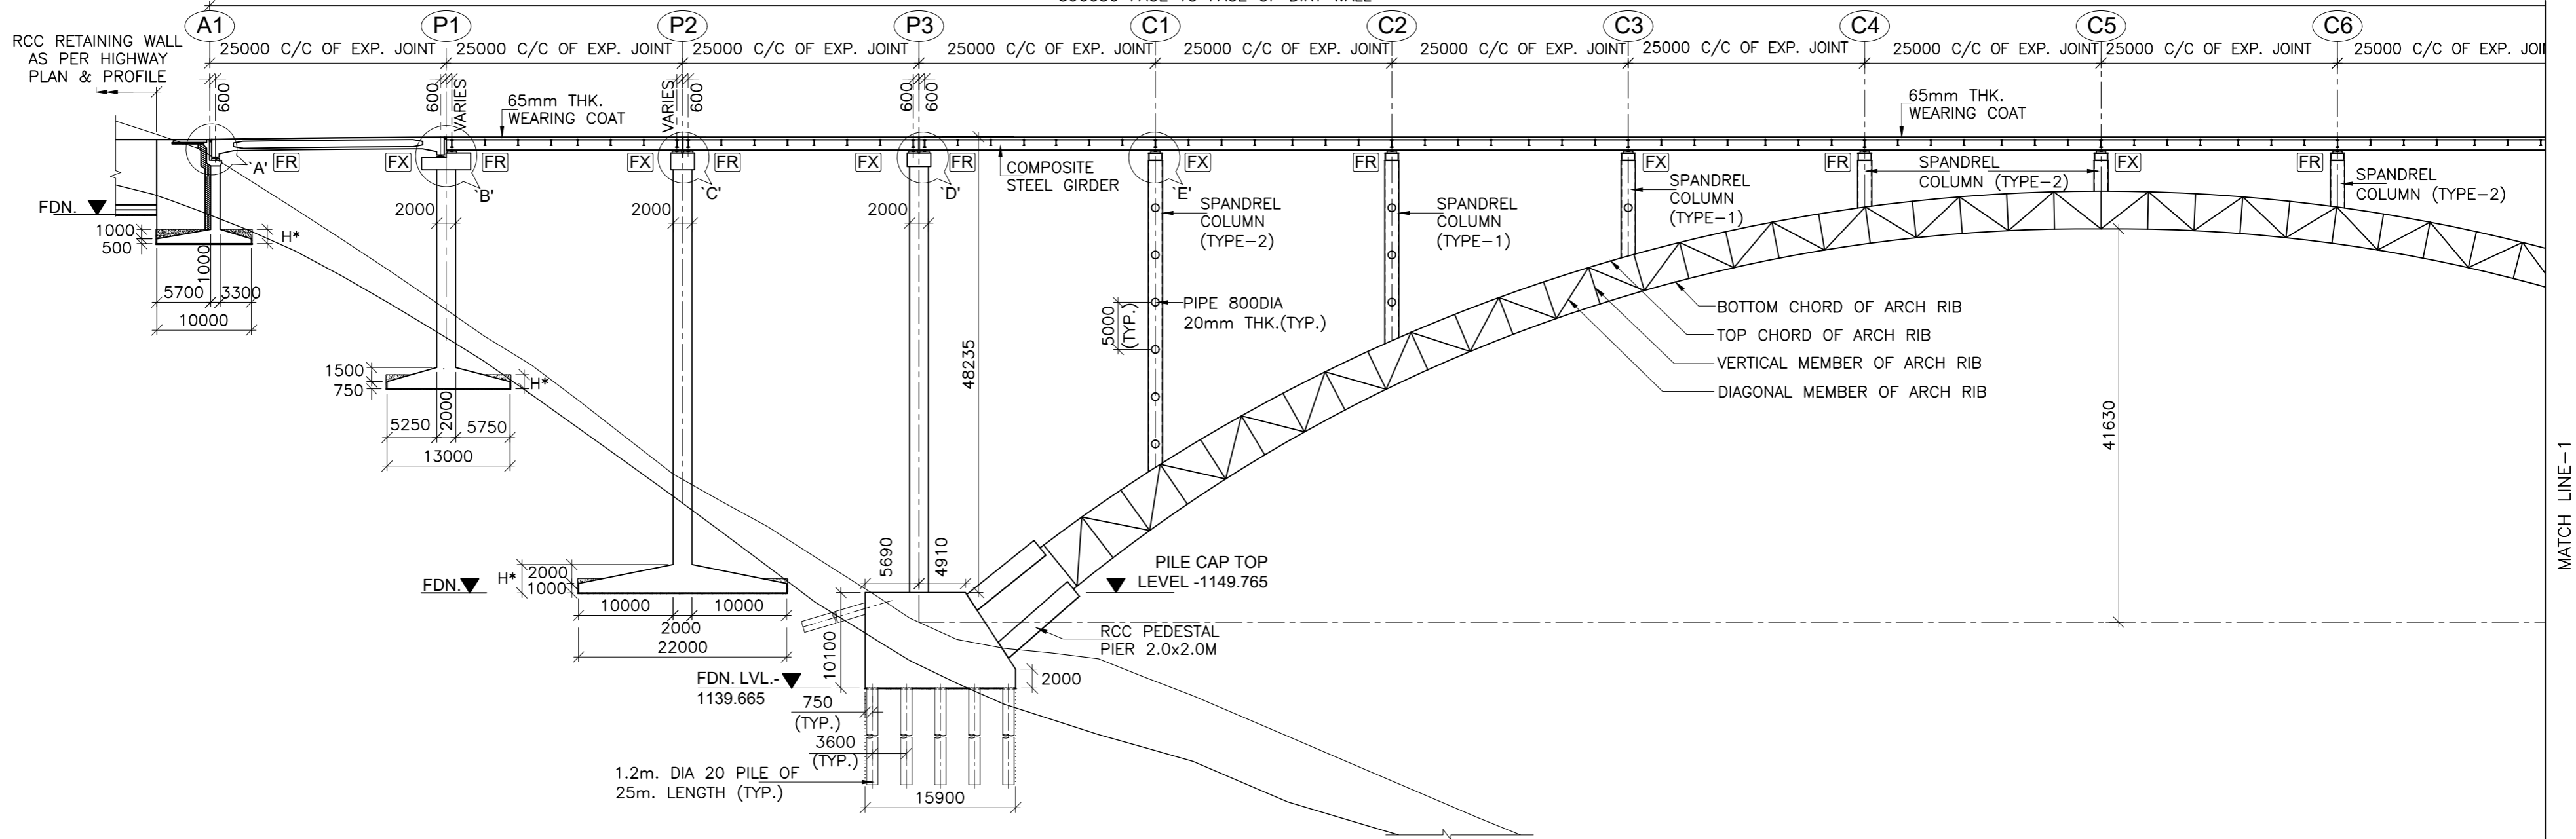 A1
P1
P2
P3
C1
C2
C3
C4
C5
C6
RCC RETAINING WALL
AS PER HIGHWAY
PLAN & PROFILE
25000 C/C OF EXP. JOINT
25000 C/C OF EXP. JOINT
25000 C/C OF EXP. JOINT
25000 C/C OF EXP. JOINT
25000 C/C OF EXP. JOINT
25000 C/C OF EXP. JOINT
25000 C/C OF EXP. JOINT
25000 C/C OF EXP. JOINT
25000 C/C OF EXP. JOINT
25000 C/C OF EXP.
600
600
VARIES
VARIES
600
600
600
65mm THK.
WEARING COAT
65mm THK.
WEARING COAT
`A'
FR
FX
`B'
FR
FX
`C'
FR
FX
`D'
FR
`E'
FX
FR
FX
FR
FX
FR
COMPOSITE
STEEL GIRDER
SPANDREL
COLUMN
(TYPE-2)
SPANDREL
COLUMN
(TYPE-1)
SPANDREL
COLUMN
(TYPE-1)
SPANDREL
COLUMN (TYPE-2)
SPANDREL
COLUMN (TYPE-2)
FDN.
1000
500
H*
1000
5700
3300
10000
2000
2000
2000
PIPE 800DIA
20mm THK.(TYP.)
5000
(TYP.)
48235
BOTTOM CHORD OF ARCH RIB
TOP CHORD OF ARCH RIB
VERTICAL MEMBER OF ARCH RIB
DIAGONAL MEMBER OF ARCH RIB
1500
750
H*
2000
5250
5750
13000
41630
MATCH LINE-1
FDN.
H*
2000
1000
10000
10000
2000
22000
5690
4910
PILE CAP TOP
LEVEL -1149.765
RCC PEDESTAL
PIER 2.0x2.0M
10100
2000
FDN. LVL.-
1139.665
750
(TYP.)
3600
(TYP.)
1.2m. DIA 20 PILE OF
25m. LENGTH (TYP.)
15900